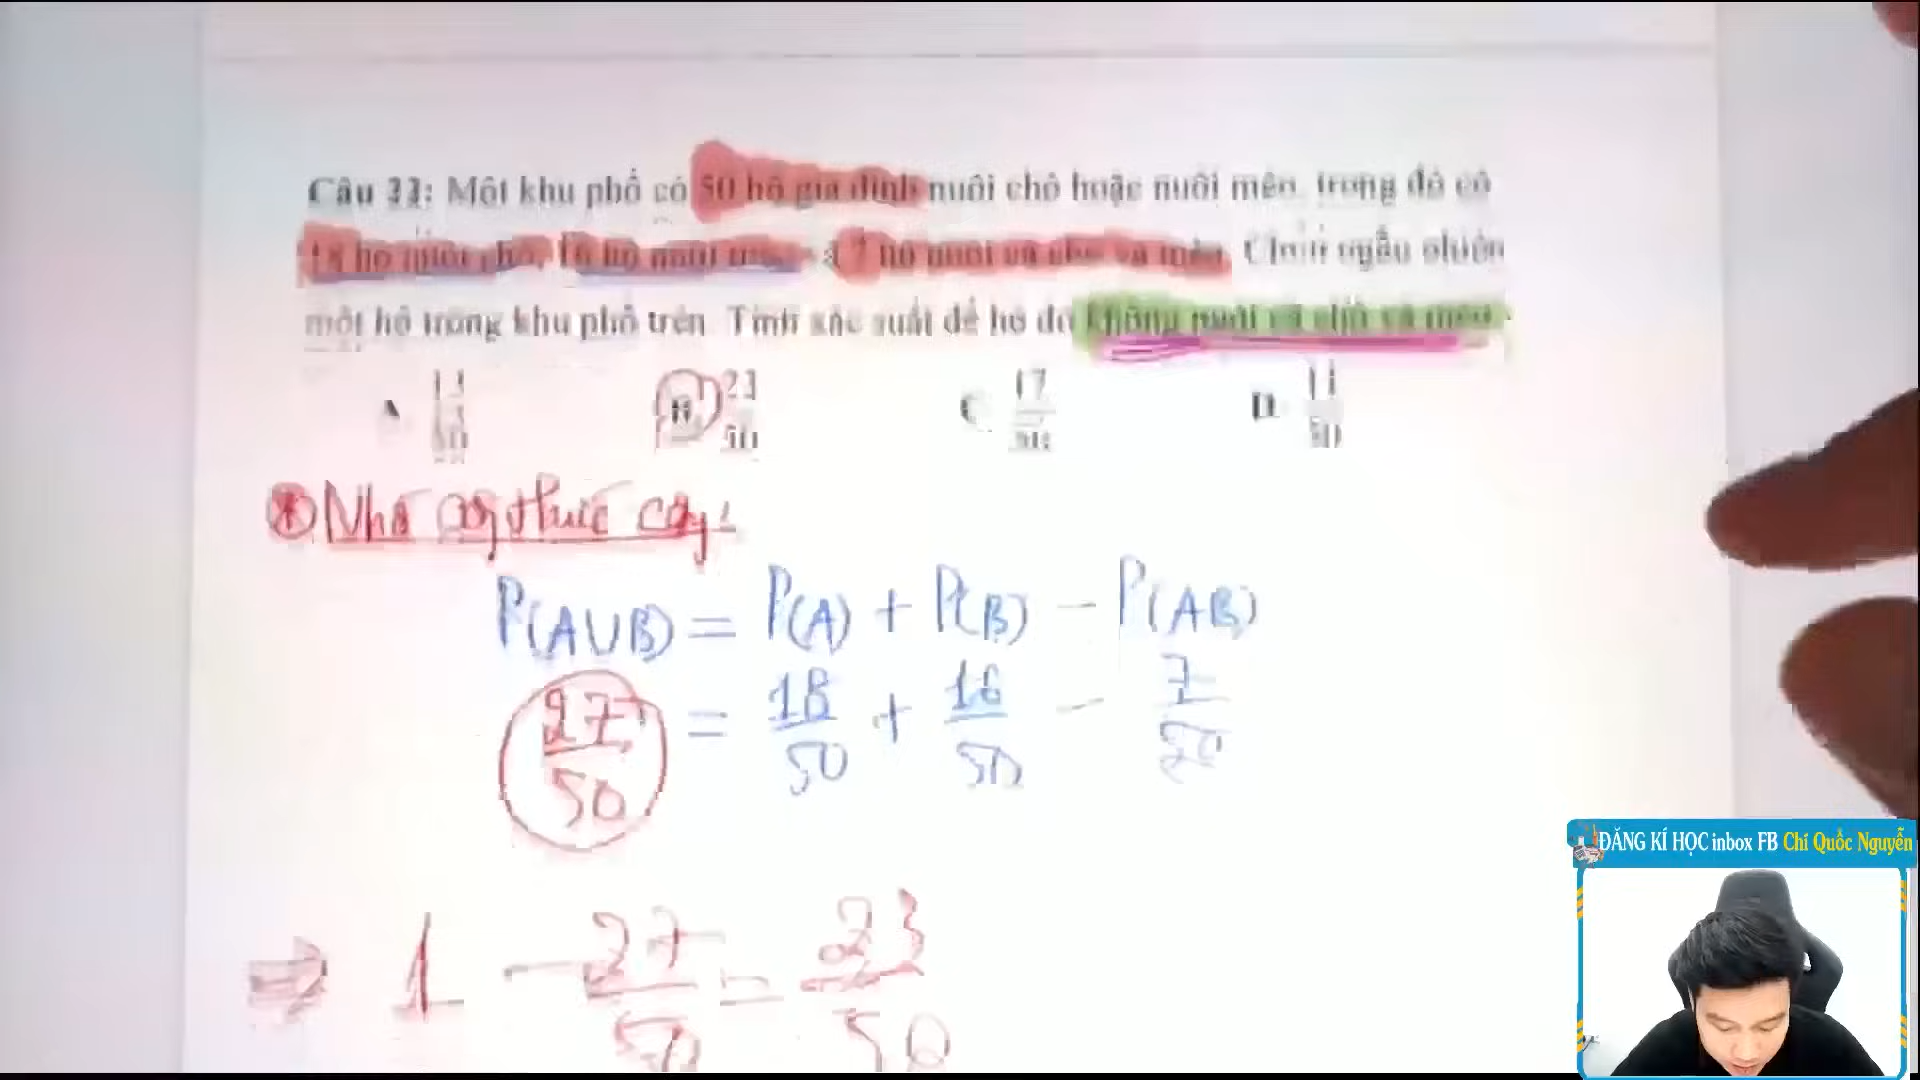 Câu 33: Một khu phố có 50 hộ gia đình nuôi chó hoặc nuôi mèo, trong đó có
18 hộ nuôi chó, 16 hộ nuôi mèo và 7 hộ nuôi cả chó và mèo. Chọn ngẫu nhiên
một hộ trong khu phố trên. Tính xác suất để hộ đó không nuôi cả chó và mèo.
A. B. 23/50 C. 17/50 D. 11/50
Nhớ công thức cộng:
P(A∪B) = P(A) + P(B) - P(AB)
27/50 = 18/50 + 16/50 - 7/50
⇒ 1 - 27/50 = 23/50
ĐĂNG KÍ HỌC inbox FB Chí Quốc Nguyễn